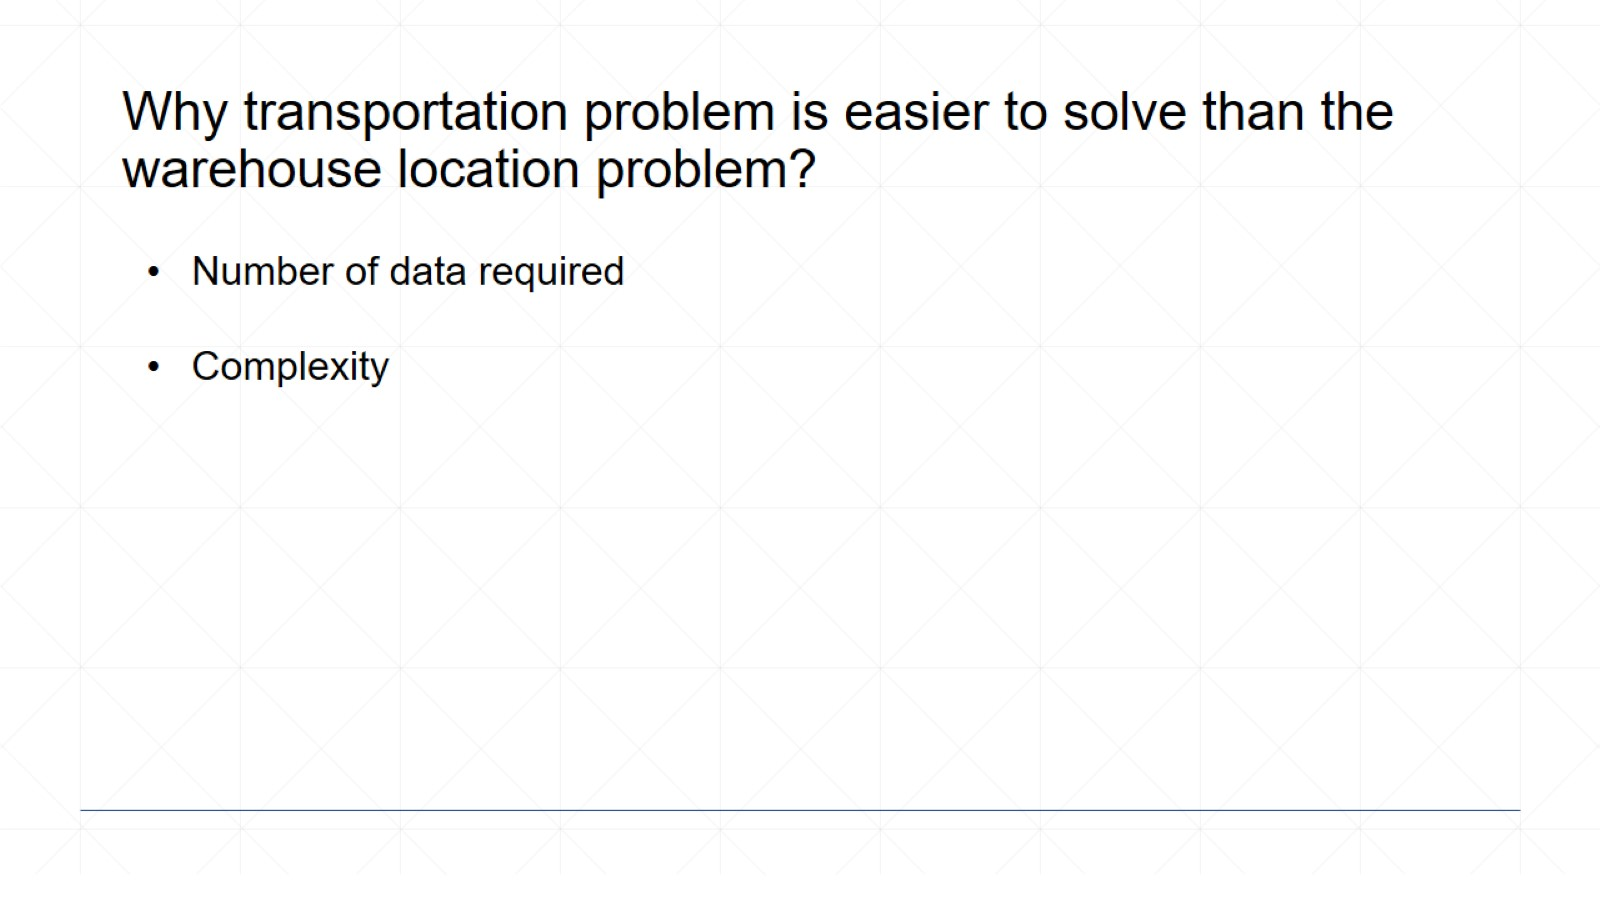 Why transportation problem is easier to solve than the
warehouse location problem?
• Number of data required
• Complexity